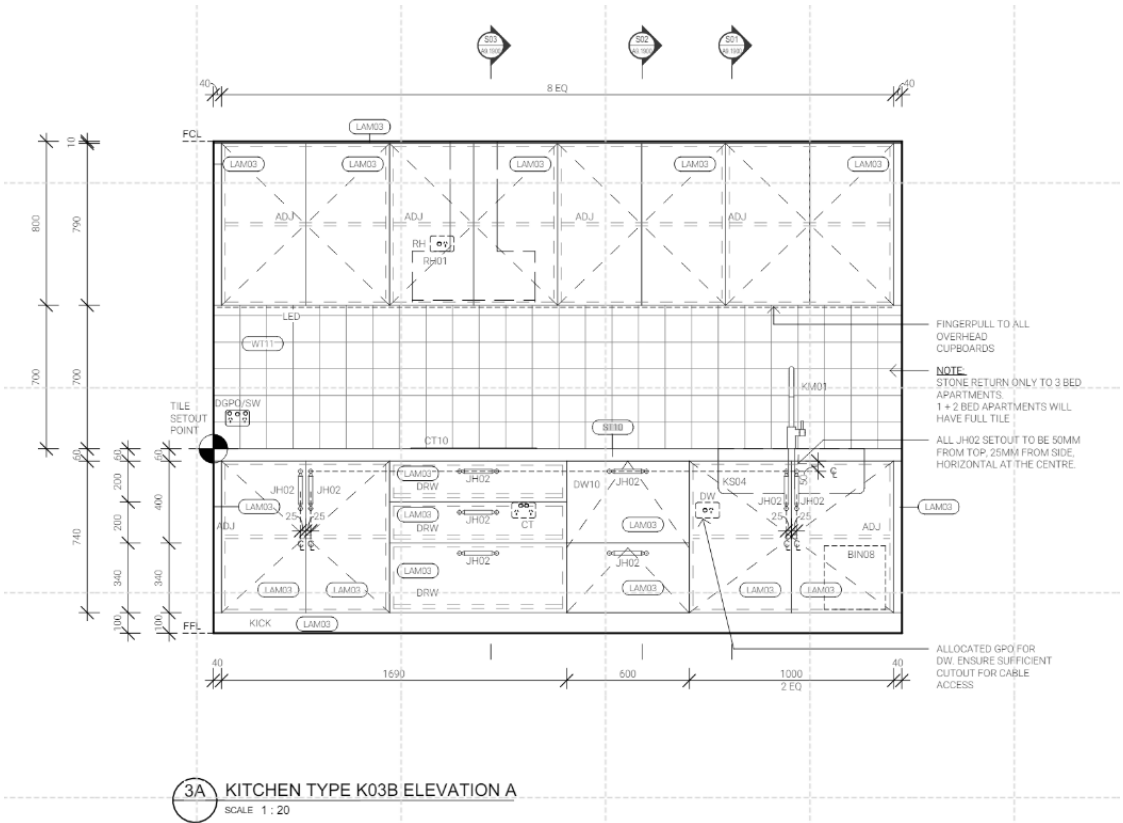 S03
S02
S01
40
8 EQ
40
LAM03
FCL
10
LAM03
LAM03
LAM03
LAM03
LAM03
800
790
ADJ
ADJ
ADJ
ADJ
RH
RH01
LED
WT11
FINGERPULL TO ALL
OVERHEAD
CUPBOARDS
NOTE:
STONE RETURN ONLY TO 3 BED
APARTMENTS.
1 + 2 BED APARTMENTS WILL
HAVE FULL TILE
700
700
KM01
TILE
SETOUT
POINT
DGPO/SW
CT10
ST10
ALL JH02 SETOUT TO BE 50MM
FROM TOP, 25MM FROM SIDE,
HORIZONTAL AT THE CENTRE.
60
60
LAM03
DRW
JH02
JH02
JH02
DW10
JH02
KS04
DW
JH02
JH02
50
200
400
LAM03
LAM03
DRW
JH02
CT
LAM03
LAM03
25
25
25
25
ADJ
ADJ
200
740
JH02
JH02
BIN08
LAM03
DRW
340
340
LAM03
LAM03
LAM03
LAM03
LAM03
KICK
LAM03
100
100
FFL
ALLOCATED GPO FOR
DW. ENSURE SUFFICIENT
CUTOUT FOR CABLE
ACCESS
40
1690
600
1000
40
2 EQ
3A
KITCHEN TYPE K03B ELEVATION A
SCALE 1 : 20